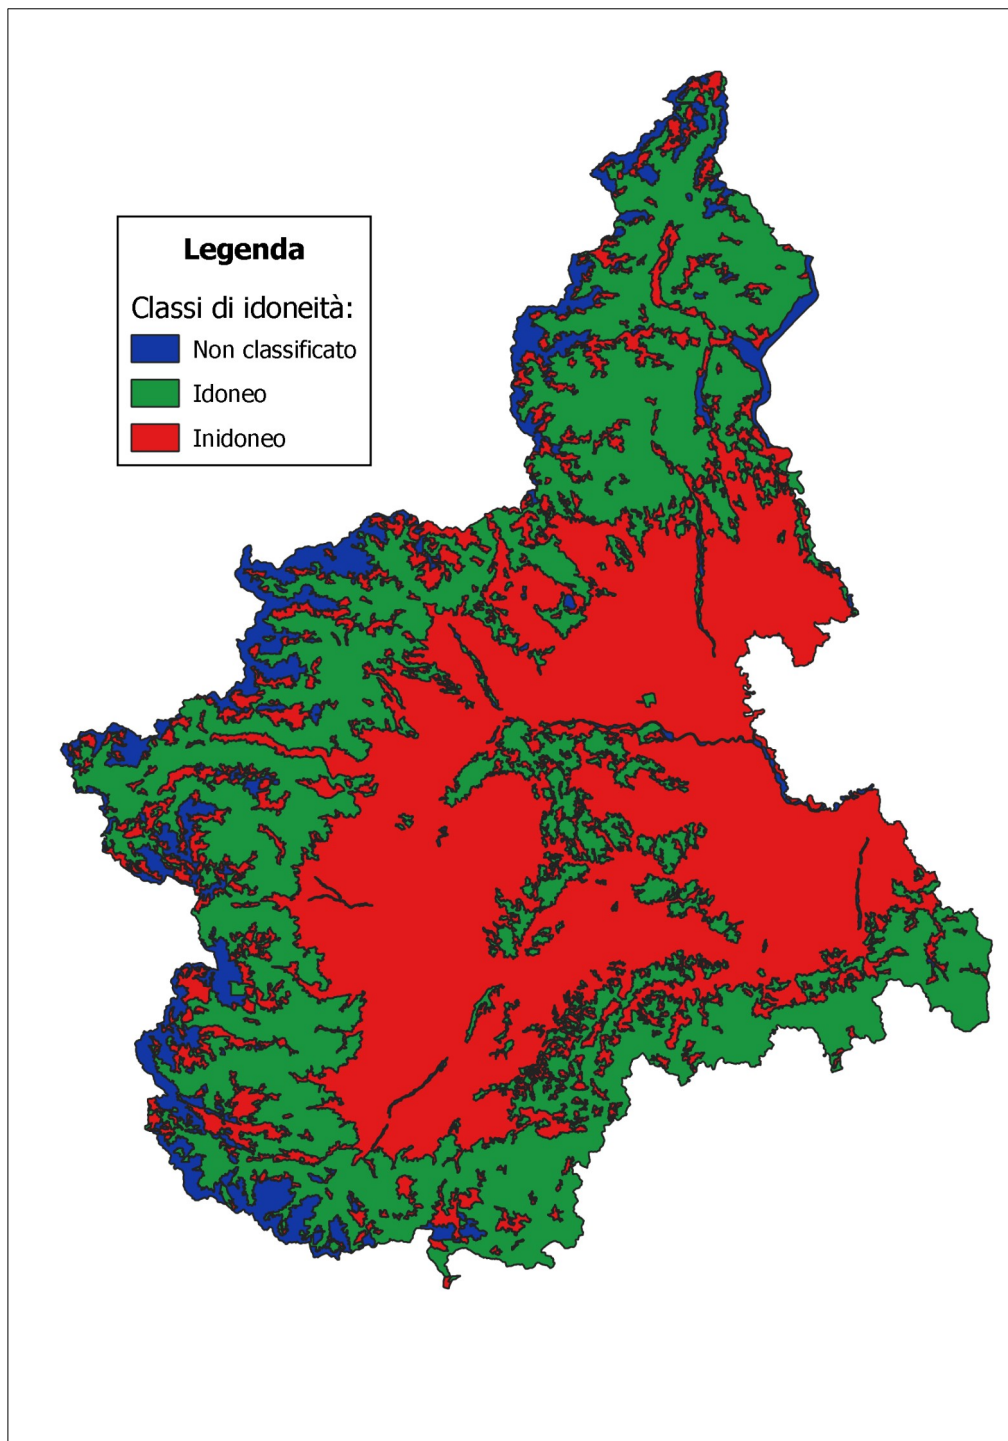 Legenda
Classi di idoneità:
Non classificato
Idoneo
Inidoneo